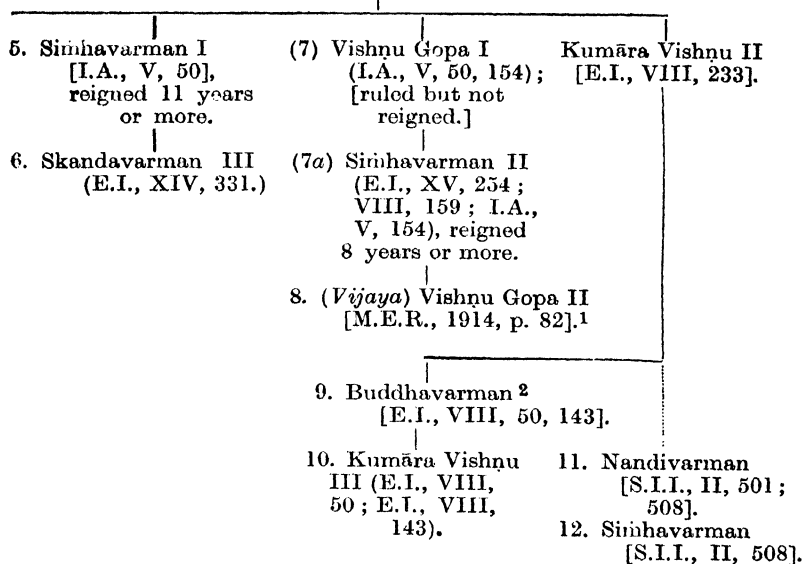 5. Siṁhavarman I
[I.A., V, 50],
reigned 11 years
or more.
6. Skandavarman III
(E.I., XIV, 331.)
(7) Vishṇu Gopa I
(I.A., V, 50, 154);
[ruled but not
reigned.]
(7a) Siṁhavarman II
(E.I., XV, 254;
VIII, 159; I.A.,
V, 154), reigned
8 years or more.
8. (Vijaya) Vishṇu Gopa II
[M.E.R., 1914, p. 82].1
Kumāra Vishṇu II
[E.I., VIII, 233].
9. Buddhavarman 2
[E.I., VIII, 50, 143].
10. Kumāra Vishṇu
III (E.I., VIII,
50; E.I., VIII,
143).
11. Nandivarman
[S.I.I., II, 501;
508].
12. Siṁhavarman
[S.I.I., II, 508].